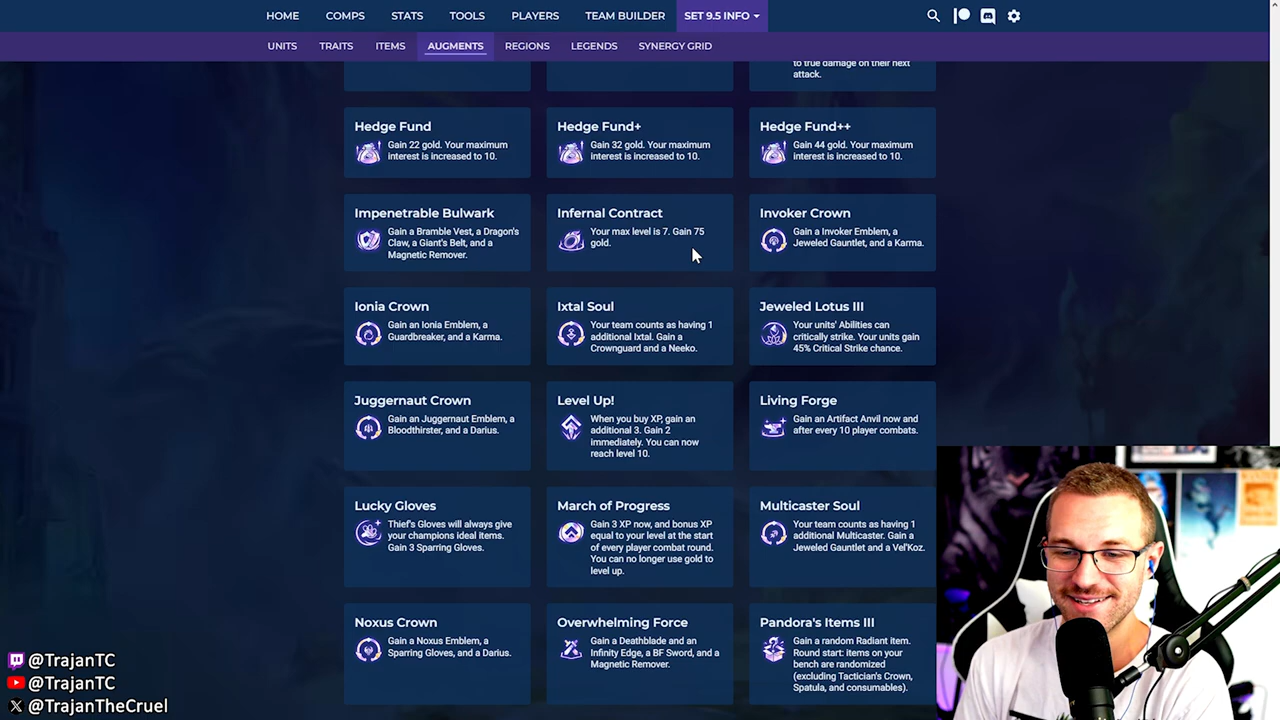 HOME COMPS STATS TOOLS PLAYERS TEAM BUILDER SET 9.5 INFO
UNITS TRAITS ITEMS AUGMENTS REGIONS LEGENDS SYNERGY GRID
to true damage on their next
attack.
Hedge Fund
Gain 22 gold. Your maximum
interest is increased to 10.
Hedge Fund+
Gain 32 gold. Your maximum
interest is increased to 10.
Hedge Fund++
Gain 44 gold. Your maximum
interest is increased to 10.
Impenetrable Bulwark
Gain a Bramble Vest, a Dragon's
Claw, a Giant's Belt, and a
Magnetic Remover.
Infernal Contract
Your max level is 7. Gain 75
gold.
Invoker Crown
Gain a Invoker Emblem, a
Jeweled Gauntlet, and a Karma.
Ionia Crown
Gain an Ionia Emblem, a
Guardbreaker, and a Karma.
Ixtal Soul
Your team counts as having 1
additional Ixtal. Gain a
Crownguard and a Neeko.
Jeweled Lotus III
Your units' Abilities can
critically strike. Your units gain
45% Critical Strike chance.
Juggernaut Crown
Gain an Juggernaut Emblem, a
Bloodthirster, and a Darius.
Level Up!
When you buy XP, gain an
additional 3. Gain 2
immediately. You can now
reach level 10.
Living Forge
Gain an Artifact Anvil now and
after every 10 player combats.
Lucky Gloves
Thief's Gloves will always give
your champions ideal items.
Gain 3 Sparring Gloves.
March of Progress
Gain 3 XP now, and bonus XP
equal to your level at the start
of every player combat round.
You can no longer use gold to
level up.
Multicaster Soul
Your team counts as having 1
additional Multicaster. Gain a
Jeweled Gauntlet and a Vel'Koz.
Noxus Crown
Gain a Noxus Emblem, a
Sparring Gloves, and a Darius.
Overwhelming Force
Gain a Deathblade and an
Infinity Edge, a BF Sword, and a
Magnetic Remover.
Pandora's Items III
Gain a random Radiant item.
Round start: items on your
bench are randomized
(excluding Tactician's Crown,
Spatula, and consumables).
@TrajanTC
@TrajanTC
@TrajanTheCruel